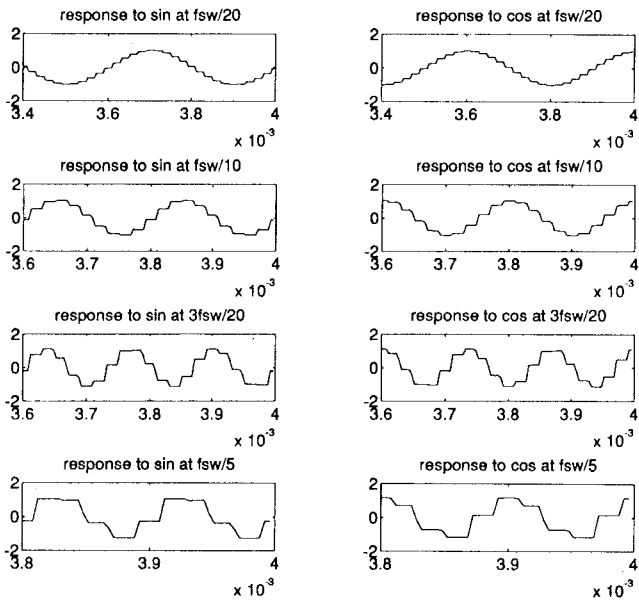 response to sin at fsw/20
response to cos at fsw/20
2
0
-2
3.4 3.6 3.8 4
x 10-3
2
0
-2
3.4 3.6 3.8 4
x 10-3
response to sin at fsw/10
response to cos at fsw/10
2
0
-2
3.6 3.7 3.8 3.9 4
x 10-3
2
0
-2
3.6 3.7 3.8 3.9 4
x 10-3
response to sin at 3fsw/20
response to cos at 3fsw/20
2
0
-2
3.6 3.7 3.8 3.9 4
x 10-3
2
0
-2
3.6 3.7 3.8 3.9 4
x 10-3
response to sin at fsw/5
response to cos at fsw/5
2
0
-2
3.8 3.9 4
x 10-3
2
0
-2
3.8 3.9 4
x 10-3